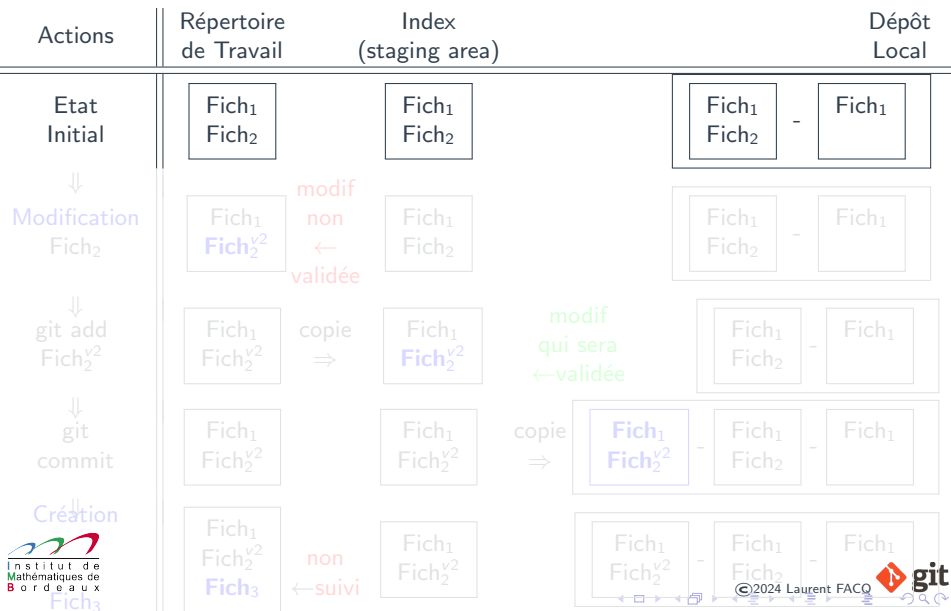 Actions
Répertoire
de Travail
Index
(staging area)
Dépôt
Local
Etat
Initial
Fich₁
Fich₂
Fich₁
Fich₂
Fich₁
Fich₂
-
Fich₁
⇓
Modification
Fich₂
Fich₁
Fich₂ᵛ²
modif
non
←
validée
Fich₁
Fich₂
Fich₁
Fich₂
-
Fich₁
⇓
git add
Fich₂ᵛ²
Fich₁
Fich₂ᵛ²
copie
⇒
Fich₁
Fich₂ᵛ²
modif
qui sera
←validée
Fich₁
Fich₂
-
Fich₁
⇓
git
commit
Fich₁
Fich₂ᵛ²
Fich₁
Fich₂ᵛ²
copie
⇒
Fich₁
Fich₂ᵛ²
-
Fich₁
Fich₂
-
Fich₁
⇓
Création
Fich₃
Fich₁
Fich₂ᵛ²
Fich₃
non
←suivi
Fich₁
Fich₂ᵛ²
Fich₁
Fich₂ᵛ²
-
Fich₁
Fich₂
-
Fich₁
Institut de
Mathématiques de
Bordeaux
©2024 Laurent FACQ
git